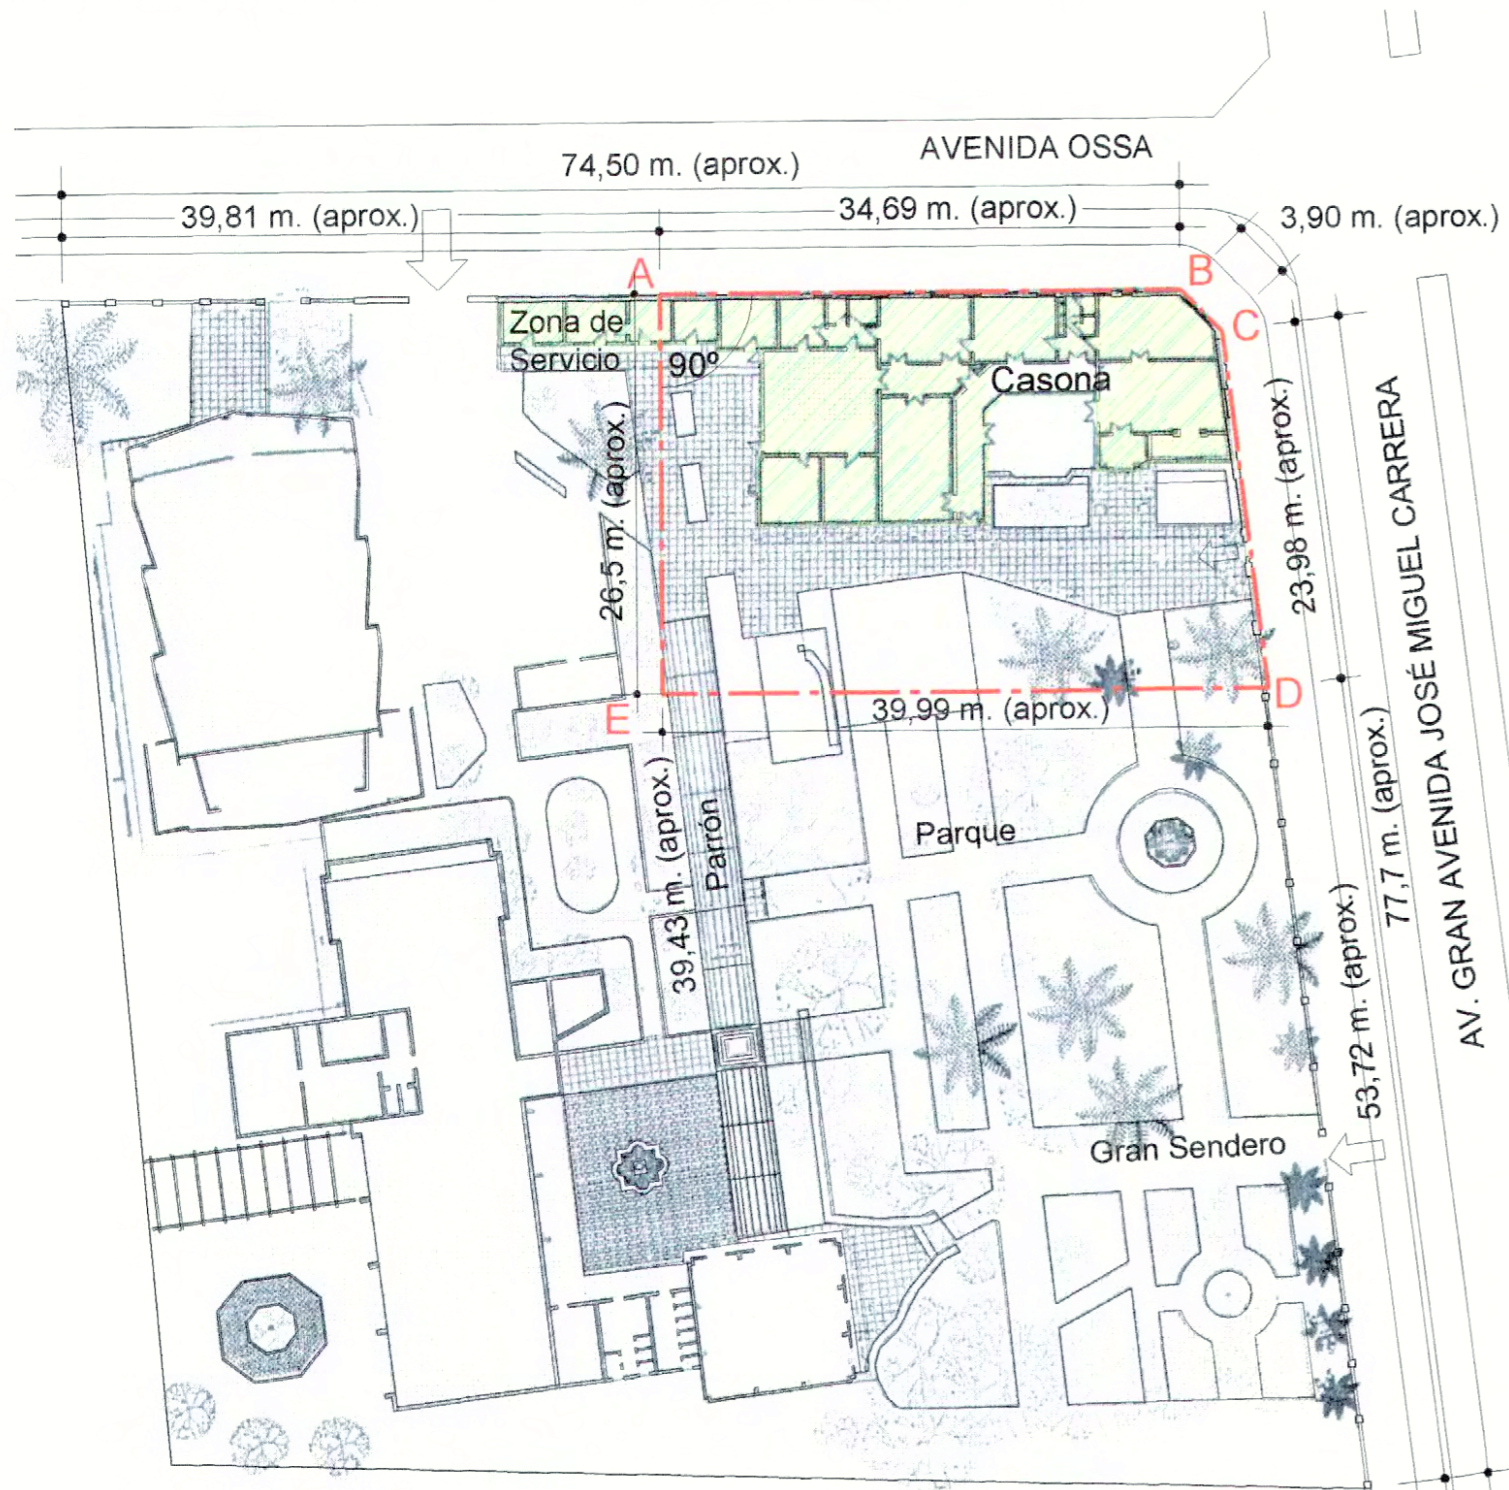 AVENIDA OSSA
74,50 m. (aprox.)
39,81 m. (aprox.)
34,69 m. (aprox.)
3,90 m. (aprox.)
A
B
C
Zona de
Servicio
90º
Casona
26,5 m. (aprox.)
23,98 m. (aprox.)
AV. GRAN AVENIDA JOSÉ MIGUEL CARRERA
E
D
39,99 m. (aprox.)
39,43 m. (aprox.)
Parrón
Parque
77,7 m. (aprox.)
53,72 m. (aprox.)
Gran Sendero